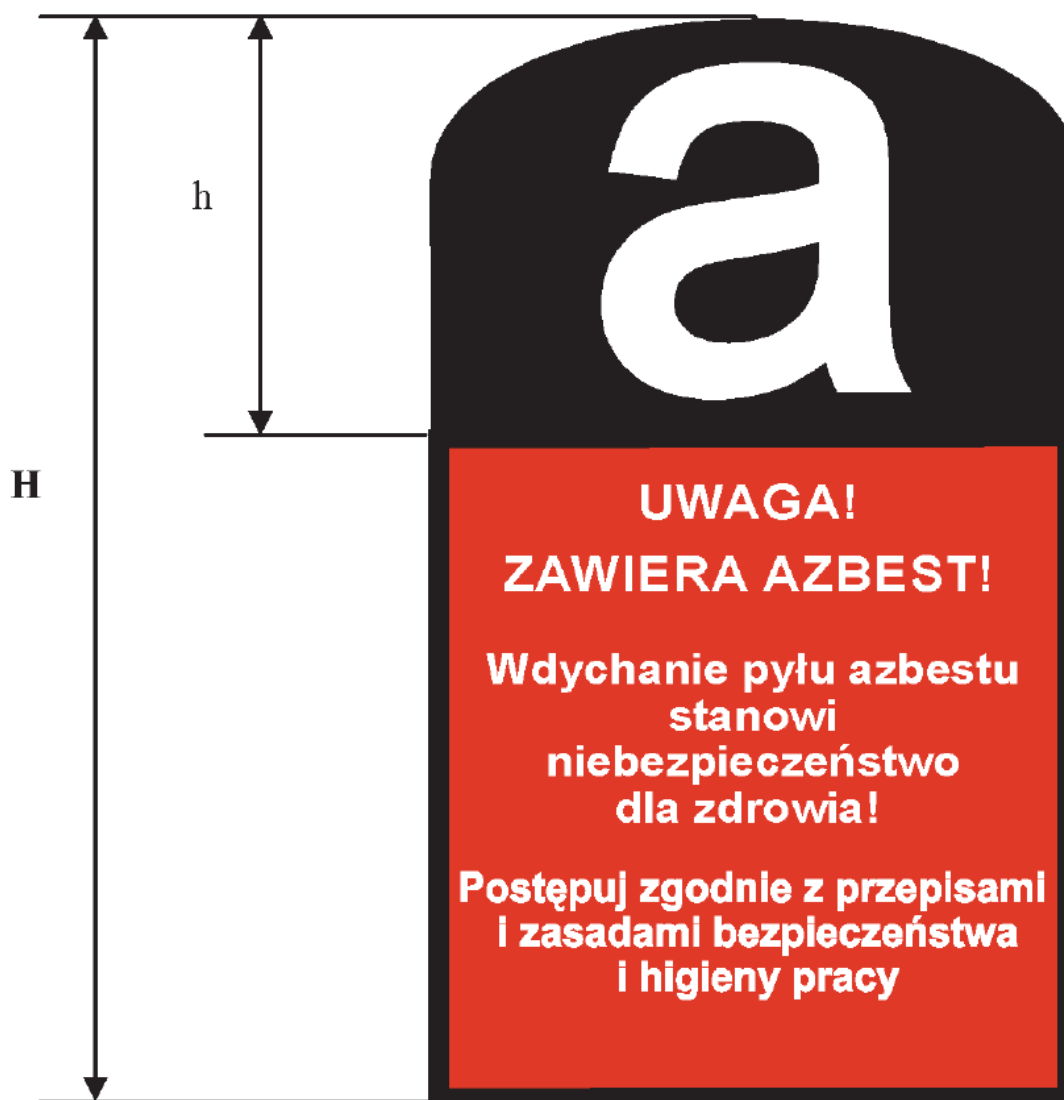 a
h
H
UWAGA!
ZAWIERA AZBEST!
Wdychanie pyłu azbestu
stanowi
niebezpieczeństwo
dla zdrowia!
Postępuj zgodnie z przepisami
i zasadami bezpieczeństwa
i higieny pracy